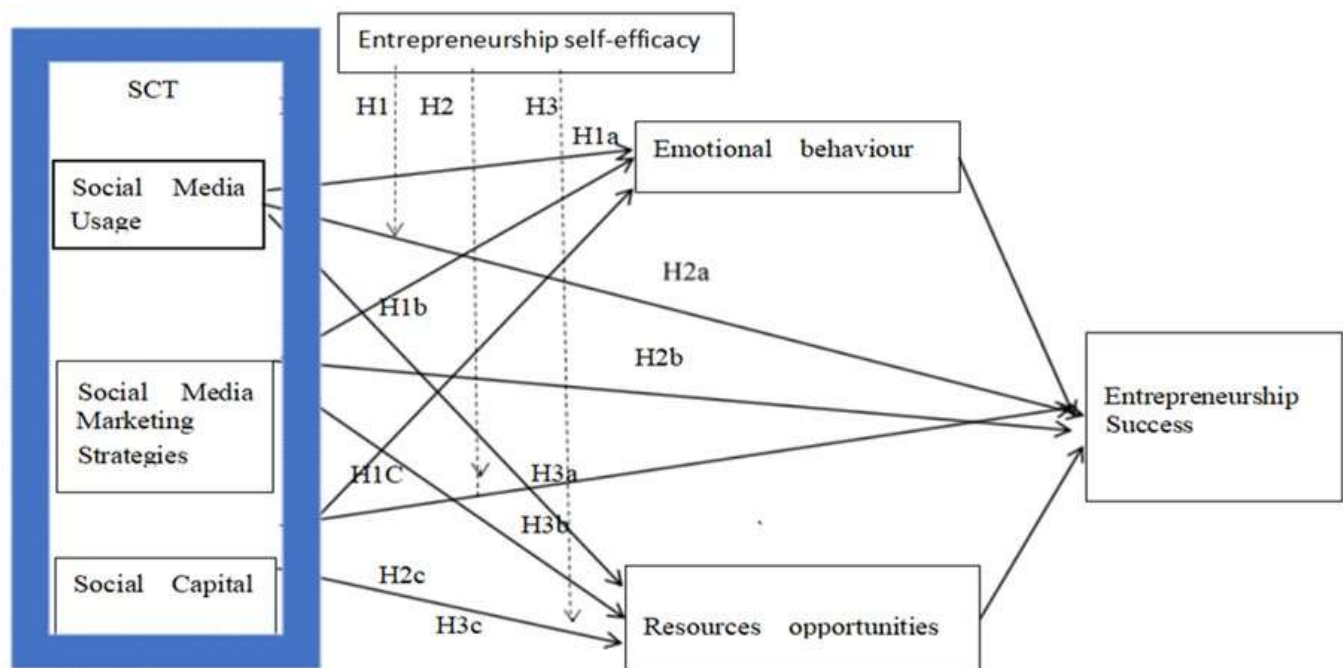 Entrepreneurship self-efficacy
SCT
H1
H2
H3
H1a
Emotional behaviour
Social Media
Usage
H2a
H1b
H2b
Social Media
Marketing
Strategies
Entrepreneurship
Success
H1C
H3a
H3b
Social Capital
H2c
H3c
Resources opportunities